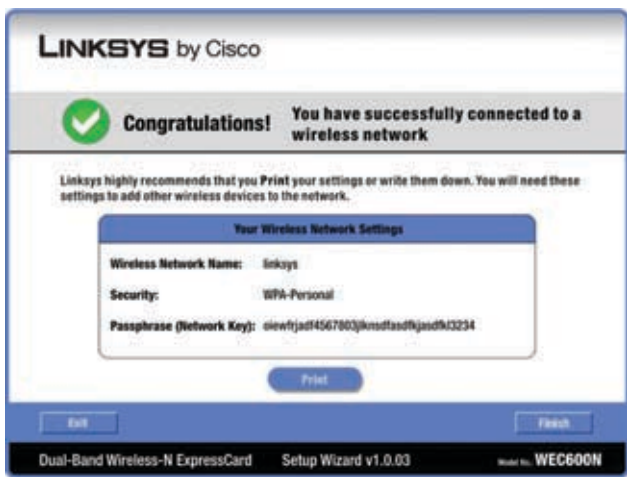 LINKSYS by Cisco
Congratulations!
You have successfully connected to a
wireless network
Linksys highly recommends that you Print your settings or write them down. You will need these
settings to add other wireless devices to the network.
Your Wireless Network Settings
Wireless Network Name: linksys
Security: WPA-Personal
Passphrase (Network Key):
Print
Exit
Finish
Dual-Band Wireless-N ExpressCard Setup Wizard v1.0.03 Model No. WEC600N